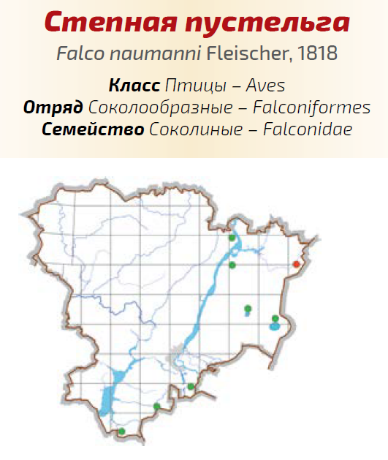 Степная пустельга
Falco naumanni Fleischer, 1818
Класс Птицы – Aves
Отряд Соколообразные – Falconiformes
Семейство Соколиные – Falconidae